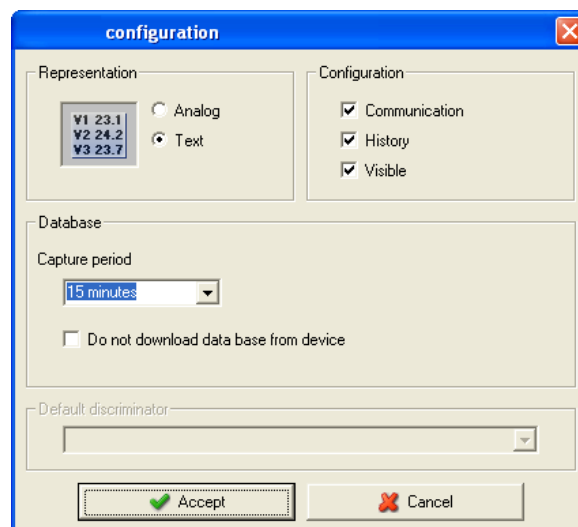 configuration
Representation
V1 23.1
V2 24.2
V3 23.7
Analog
Text
Configuration
Communication
History
Visible
Database
Capture period
15 minutes
Do not download data base from device
Default discriminator
Accept
Cancel